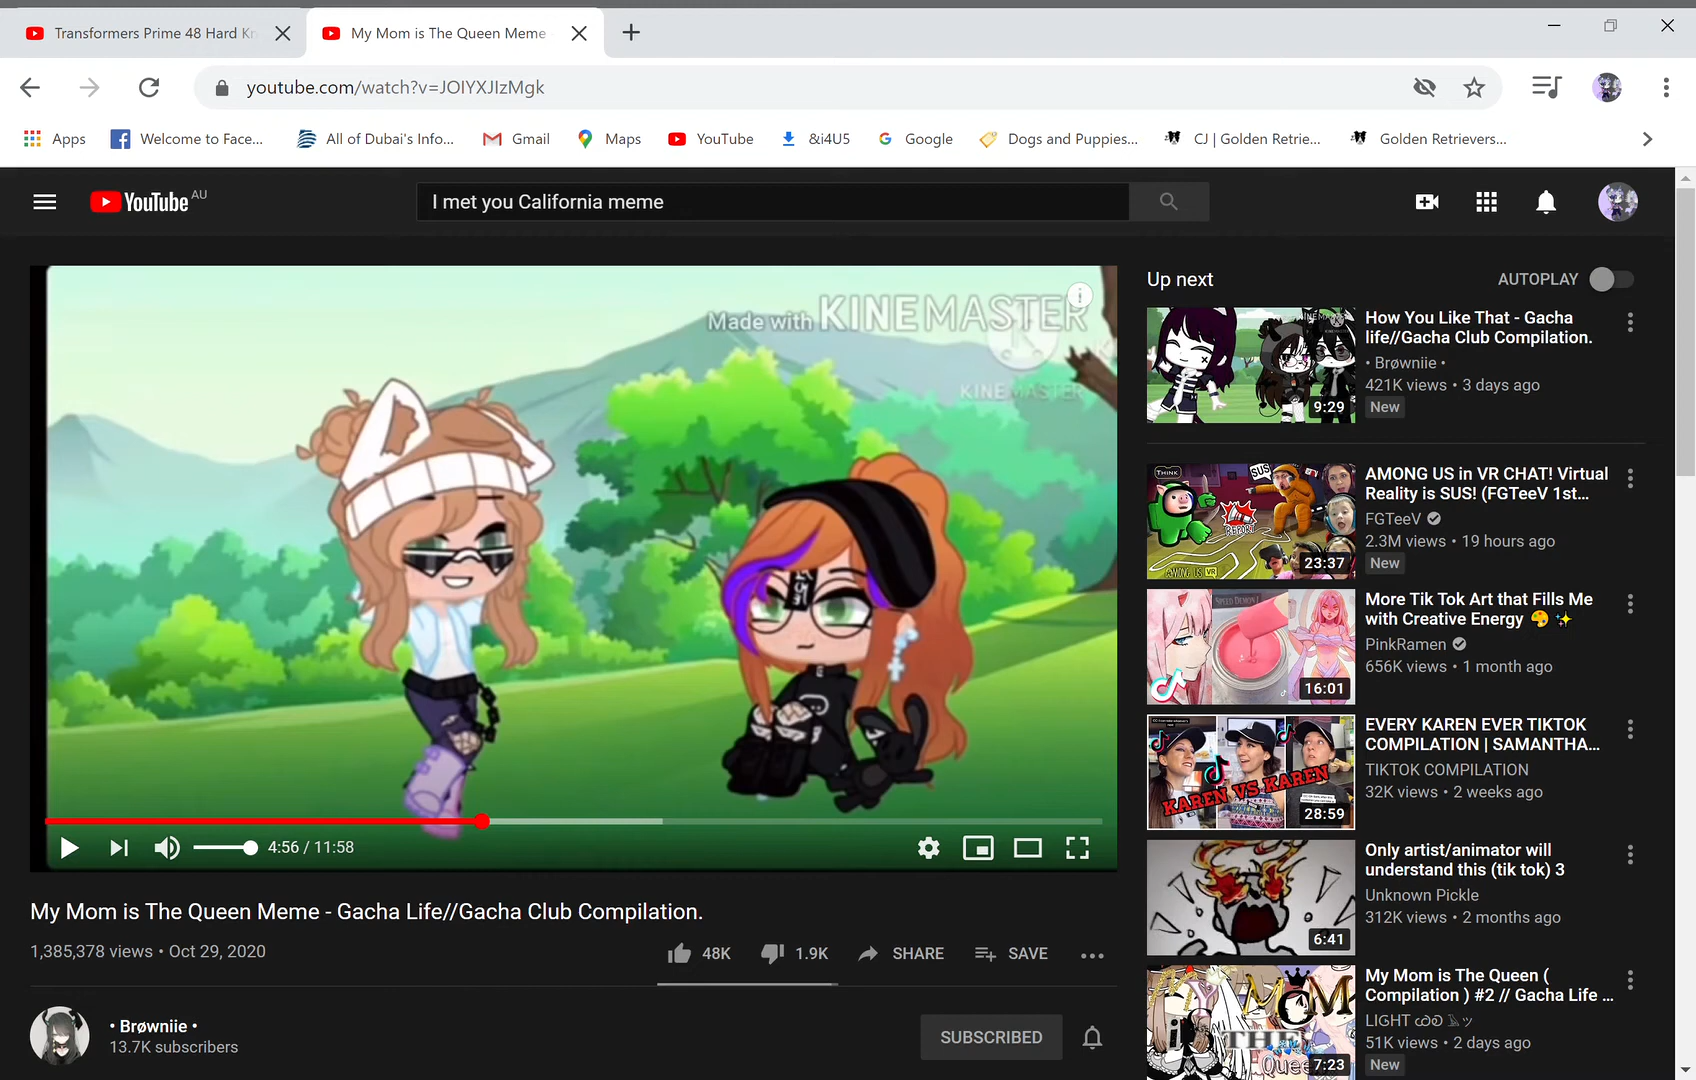 Transformers Prime 48 Hard Kn
My Mom is The Queen Meme -
youtube.com/watch?v=JOIYXJIzMgk
Apps
Welcome to Face...
All of Dubai's Info...
Gmail
Maps
YouTube
&i4U5
Google
Dogs and Puppies...
CJ | Golden Retrie...
Golden Retrievers...
YouTube AU
I met you California meme
Made with KINEMASTER
KINEMASTER
4:56 / 11:58
My Mom is The Queen Meme - Gacha Life//Gacha Club Compilation.
1,385,378 views • Oct 29, 2020
48K
1.9K
SHARE
SAVE
• Brøwniie •
13.7K subscribers
SUBSCRIBED
Up next
AUTOPLAY
9:29
How You Like That - Gacha
life//Gacha Club Compilation.
• Brøwniie •
421K views • 3 days ago
New
THINK
SUS!
REPORT
AMONG US VR
23:37
AMONG US in VR CHAT! Virtual
Reality is SUS! (FGTeeV 1st...
FGTeeV
2.3M views • 19 hours ago
New
16:01
More Tik Tok Art that Fills Me
with Creative Energy 🎨 ✨
PinkRamen
656K views • 1 month ago
KAREN VS KAREN
28:59
EVERY KAREN EVER TIKTOK
COMPILATION | SAMANTHA...
TIKTOK COMPILATION
32K views • 2 weeks ago
6:41
Only artist/animator will
understand this (tik tok) 3
Unknown Pickle
312K views • 2 months ago
MOM
THE
7:23
My Mom is The Queen (
Compilation ) #2 // Gacha Life ...
51K views • 2 days ago
New